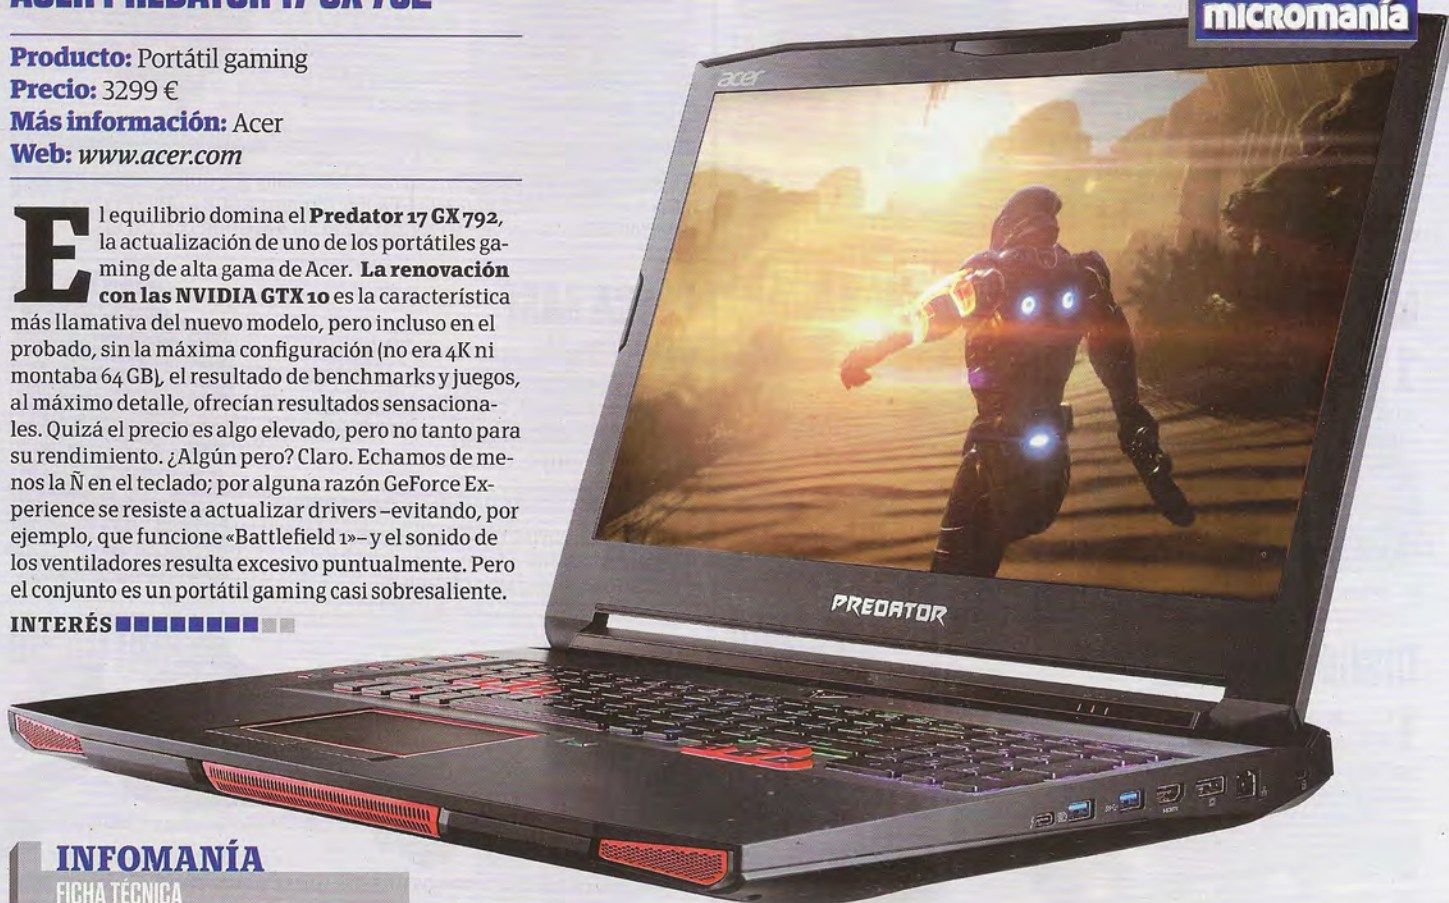 ACER PREDATOR 17 GX 792
micromanía
Producto: Portátil gaming
Precio: 3299 €
Más información: Acer
Web: www.acer.com
El equilibrio domina el Predator 17 GX 792,
la actualización de uno de los portátiles ga-
ming de alta gama de Acer. La renovación
con las NVIDIA GTX 10 es la característica
más llamativa del nuevo modelo, pero incluso en el
probado, sin la máxima configuración (no era 4K ni
montaba 64 GB), el resultado de benchmarks y juegos,
al máximo detalle, ofrecían resultados sensaciona-
les. Quizá el precio es algo elevado, pero no tanto para
su rendimiento. ¿Algún pero? Claro. Echamos de me-
nos la Ñ en el teclado; por alguna razón GeForce Ex-
perience se resiste a actualizar drivers –evitando, por
ejemplo, que funcione «Battlefield 1»– y el sonido de
los ventiladores resulta excesivo puntualmente. Pero
el conjunto es un portátil gaming casi sobresaliente.
INTERÉS
acer
PREDATOR
HDMI
INFOMANÍA
FICHA TÉCNICA